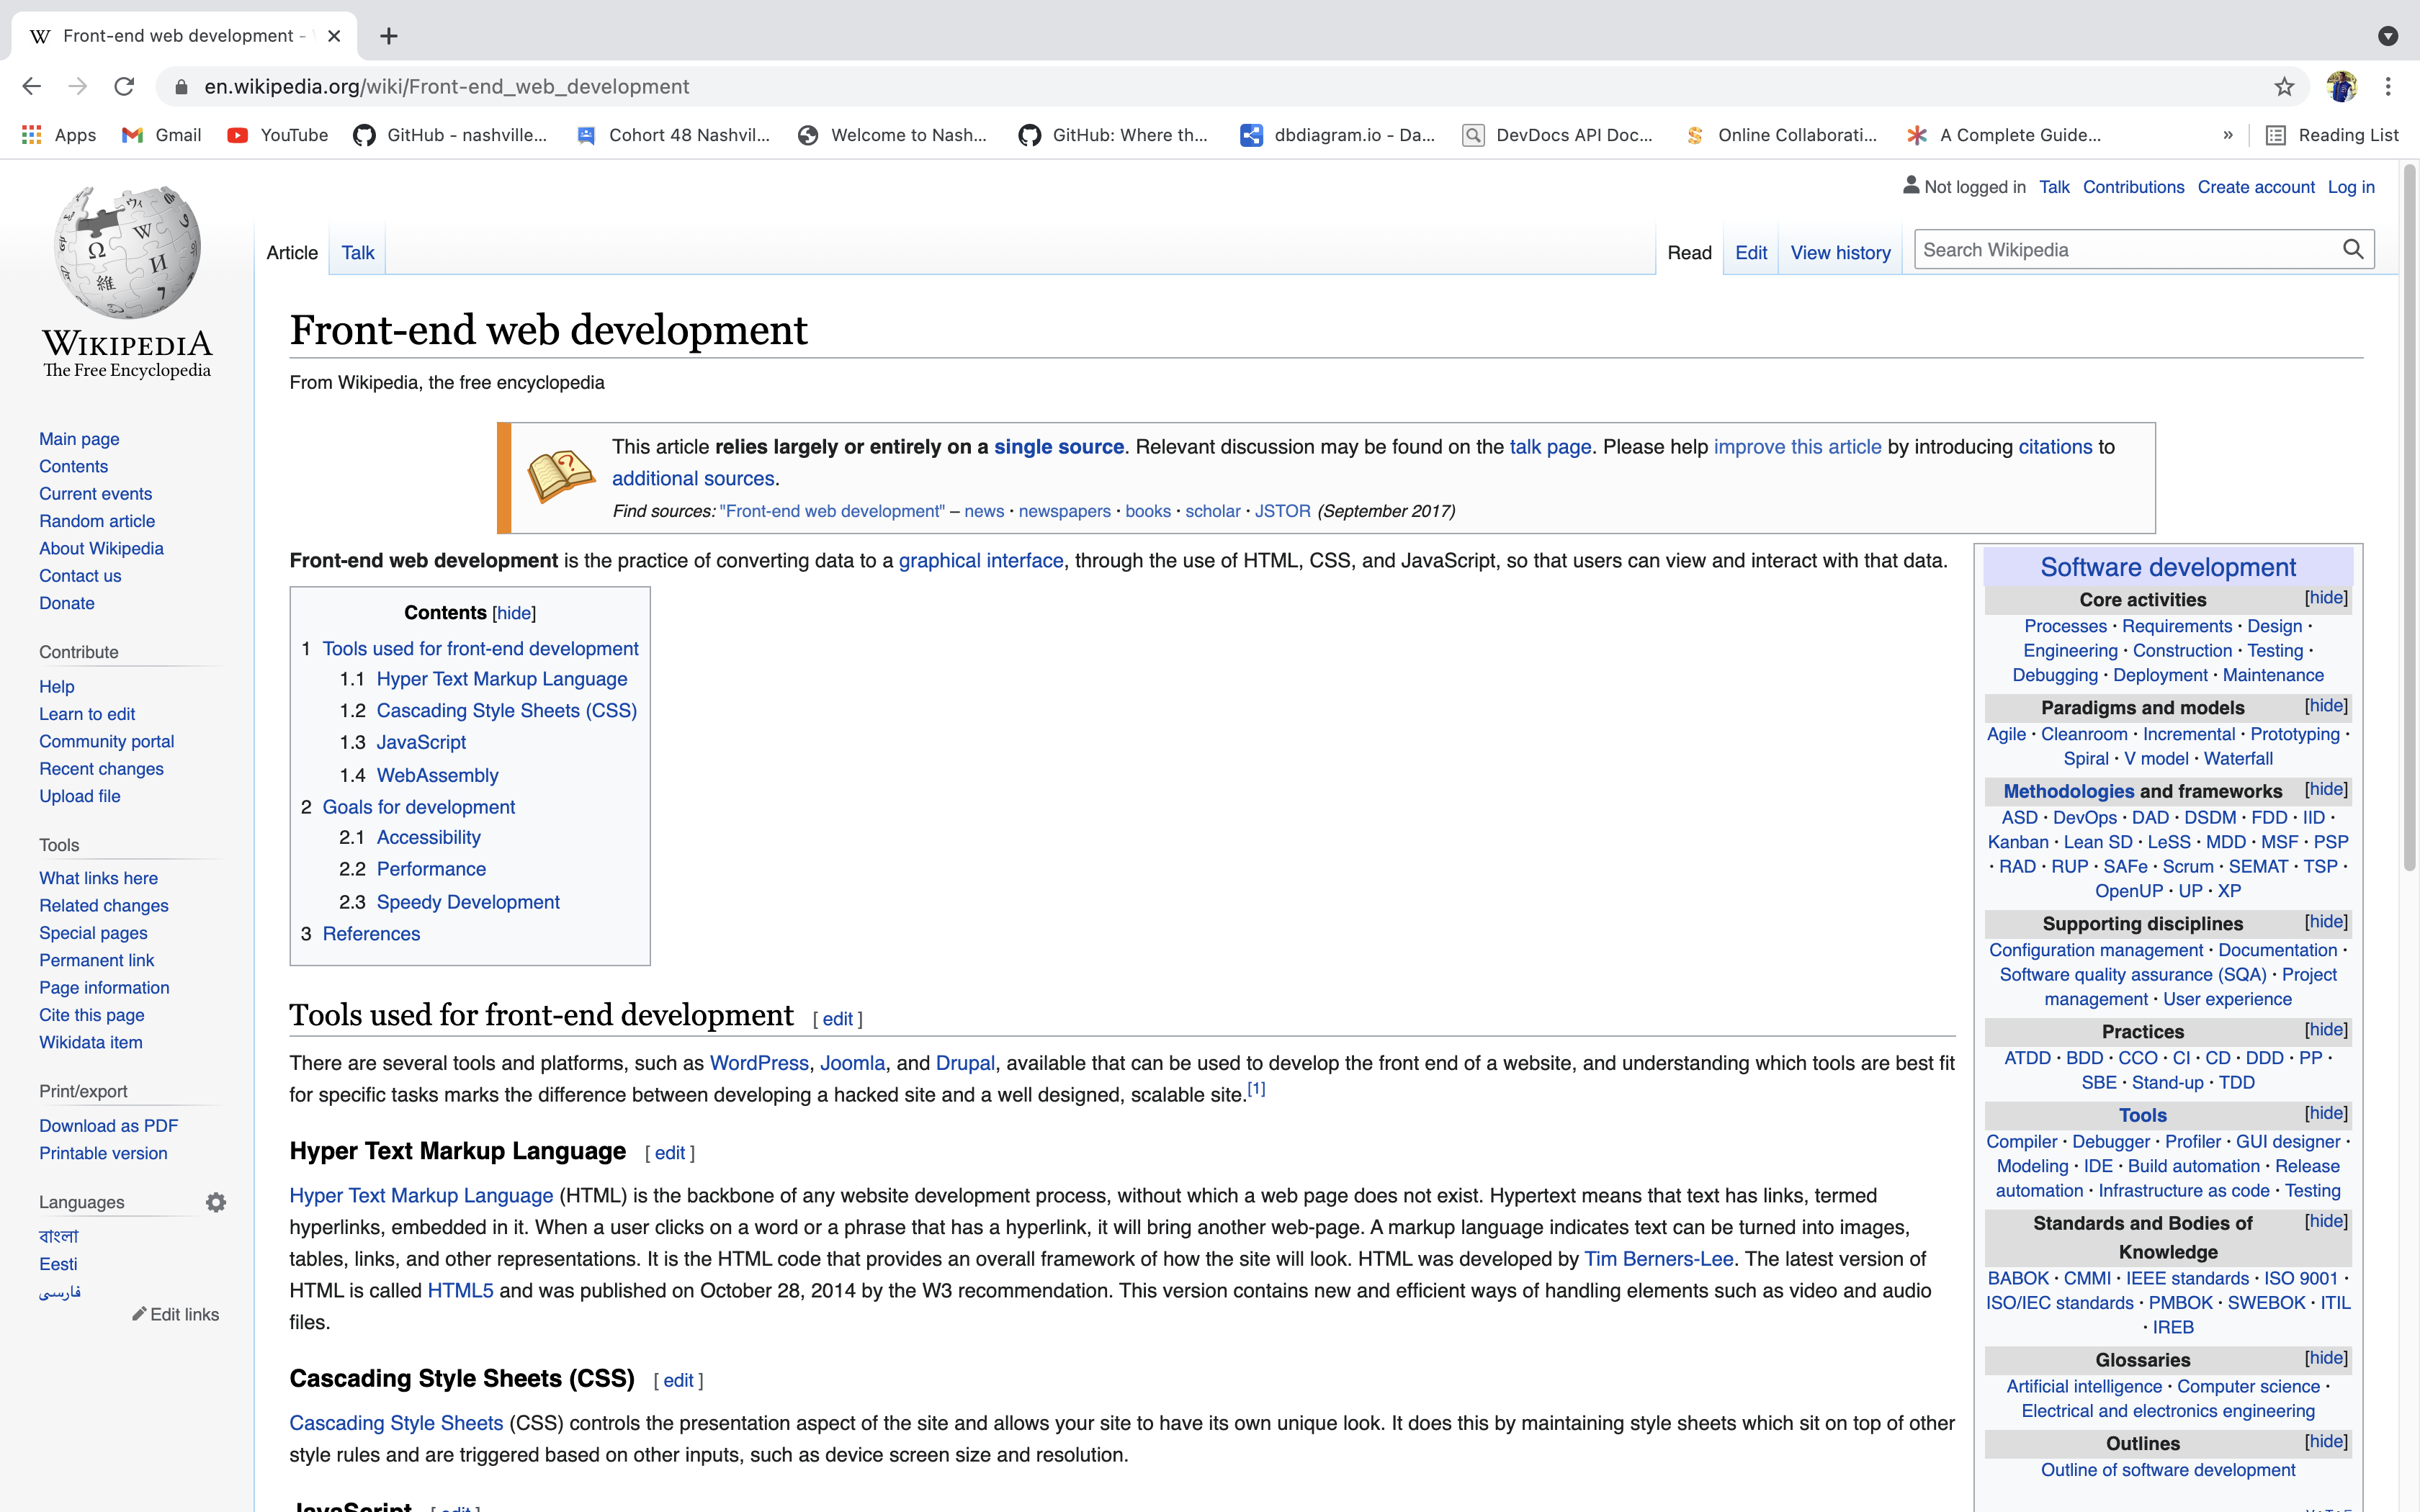 Front-end web development -
en.wikipedia.org/wiki/Front-end_web_development
Apps
Gmail
YouTube
GitHub - nashville...
Cohort 48 Nashvil...
Welcome to Nash...
GitHub: Where th...
dbdiagram.io - Da...
DevDocs API Doc...
Online Collaborati...
A Complete Guide...
»
Reading List
WIKIPEDIA
The Free Encyclopedia
Main page
Contents
Current events
Random article
About Wikipedia
Contact us
Donate
Contribute
Help
Learn to edit
Community portal
Recent changes
Upload file
Tools
What links here
Related changes
Special pages
Permanent link
Page information
Cite this page
Wikidata item
Print/export
Download as PDF
Printable version
Languages
বাংলা
Eesti
فارسی
Edit links
Not logged in Talk Contributions Create account Log in
Article Talk
Read Edit View history
Search Wikipedia
Front-end web development
From Wikipedia, the free encyclopedia
This article relies largely or entirely on a single source. Relevant discussion may be found on the talk page. Please help improve this article by introducing citations to
additional sources.
Find sources: "Front-end web development" – news · newspapers · books · scholar · JSTOR (September 2017)
Front-end web development is the practice of converting data to a graphical interface, through the use of HTML, CSS, and JavaScript, so that users can view and interact with that data.
Contents [hide]
1 Tools used for front-end development
1.1 Hyper Text Markup Language
1.2 Cascading Style Sheets (CSS)
1.3 JavaScript
1.4 WebAssembly
2 Goals for development
2.1 Accessibility
2.2 Performance
2.3 Speedy Development
3 References
Tools used for front-end development [ edit ]
There are several tools and platforms, such as WordPress, Joomla, and Drupal, available that can be used to develop the front end of a website, and understanding which tools are best fit
for specific tasks marks the difference between developing a hacked site and a well designed, scalable site.[1]
Hyper Text Markup Language [ edit ]
Hyper Text Markup Language (HTML) is the backbone of any website development process, without which a web page does not exist. Hypertext means that text has links, termed
hyperlinks, embedded in it. When a user clicks on a word or a phrase that has a hyperlink, it will bring another web-page. A markup language indicates text can be turned into images,
tables, links, and other representations. It is the HTML code that provides an overall framework of how the site will look. HTML was developed by Tim Berners-Lee. The latest version of
HTML is called HTML5 and was published on October 28, 2014 by the W3 recommendation. This version contains new and efficient ways of handling elements such as video and audio
files.
Cascading Style Sheets (CSS) [ edit ]
Cascading Style Sheets (CSS) controls the presentation aspect of the site and allows your site to have its own unique look. It does this by maintaining style sheets which sit on top of other
style rules and are triggered based on other inputs, such as device screen size and resolution.
JavaScript [ edit ]
Software development
Core activities [hide]
Processes · Requirements · Design ·
Engineering · Construction · Testing ·
Debugging · Deployment · Maintenance
Paradigms and models [hide]
Agile · Cleanroom · Incremental · Prototyping ·
Spiral · V model · Waterfall
Methodologies and frameworks [hide]
ASD · DevOps · DAD · DSDM · FDD · IID ·
Kanban · Lean SD · LeSS · MDD · MSF · PSP
· RAD · RUP · SAFe · Scrum · SEMAT · TSP ·
OpenUP · UP · XP
Supporting disciplines [hide]
Configuration management · Documentation ·
Software quality assurance (SQA) · Project
management · User experience
Practices [hide]
ATDD · BDD · CCO · CI · CD · DDD · PP ·
SBE · Stand-up · TDD
Tools [hide]
Compiler · Debugger · Profiler · GUI designer ·
Modeling · IDE · Build automation · Release
automation · Infrastructure as code · Testing
Standards and Bodies of [hide]
Knowledge
BABOK · CMMI · IEEE standards · ISO 9001 ·
ISO/IEC standards · PMBOK · SWEBOK · ITIL
· IREB
Glossaries [hide]
Artificial intelligence · Computer science ·
Electrical and electronics engineering
Outlines [hide]
Outline of software development